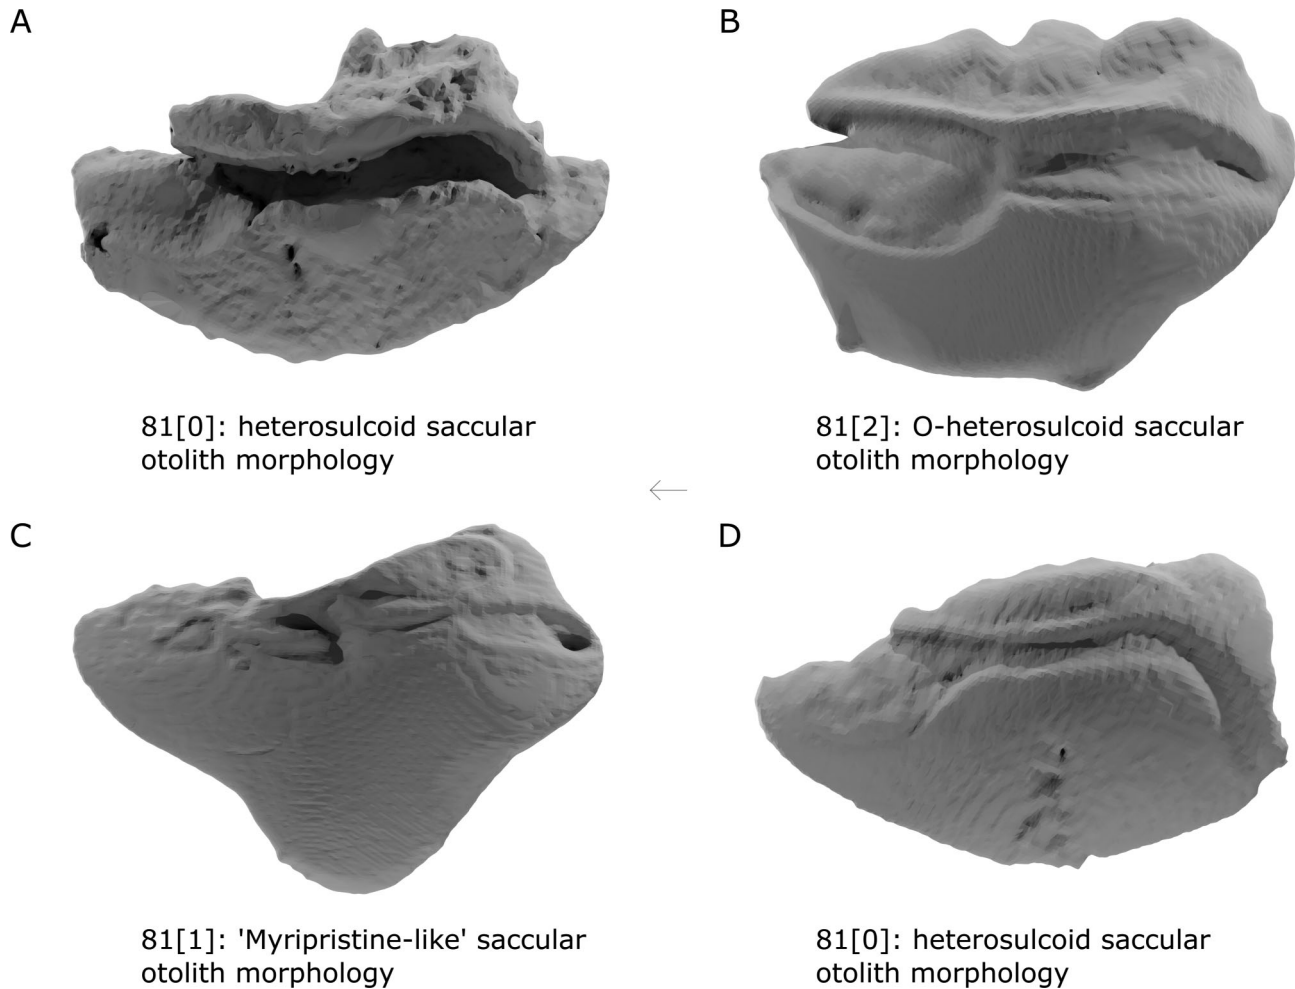 A
B
81[0]: heterosulcoid saccular
otolith morphology
81[2]: O-heterosulcoid saccular
otolith morphology
C
D
81[1]: 'Myripristine-like' saccular
otolith morphology
81[0]: heterosulcoid saccular
otolith morphology